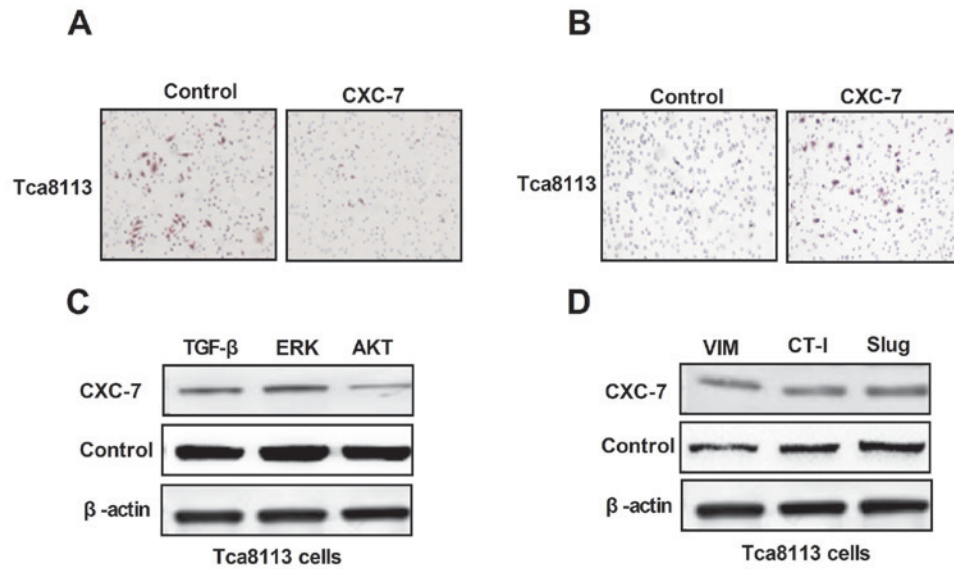 A
B
Control CXC-7
Control CXC-7
Tca8113
Tca8113
C
TGF-β ERK AKT
CXC-7
Control
β -actin
Tca8113 cells
D
VIM CT-I Slug
CXC-7
Control
β -actin
Tca8113 cells